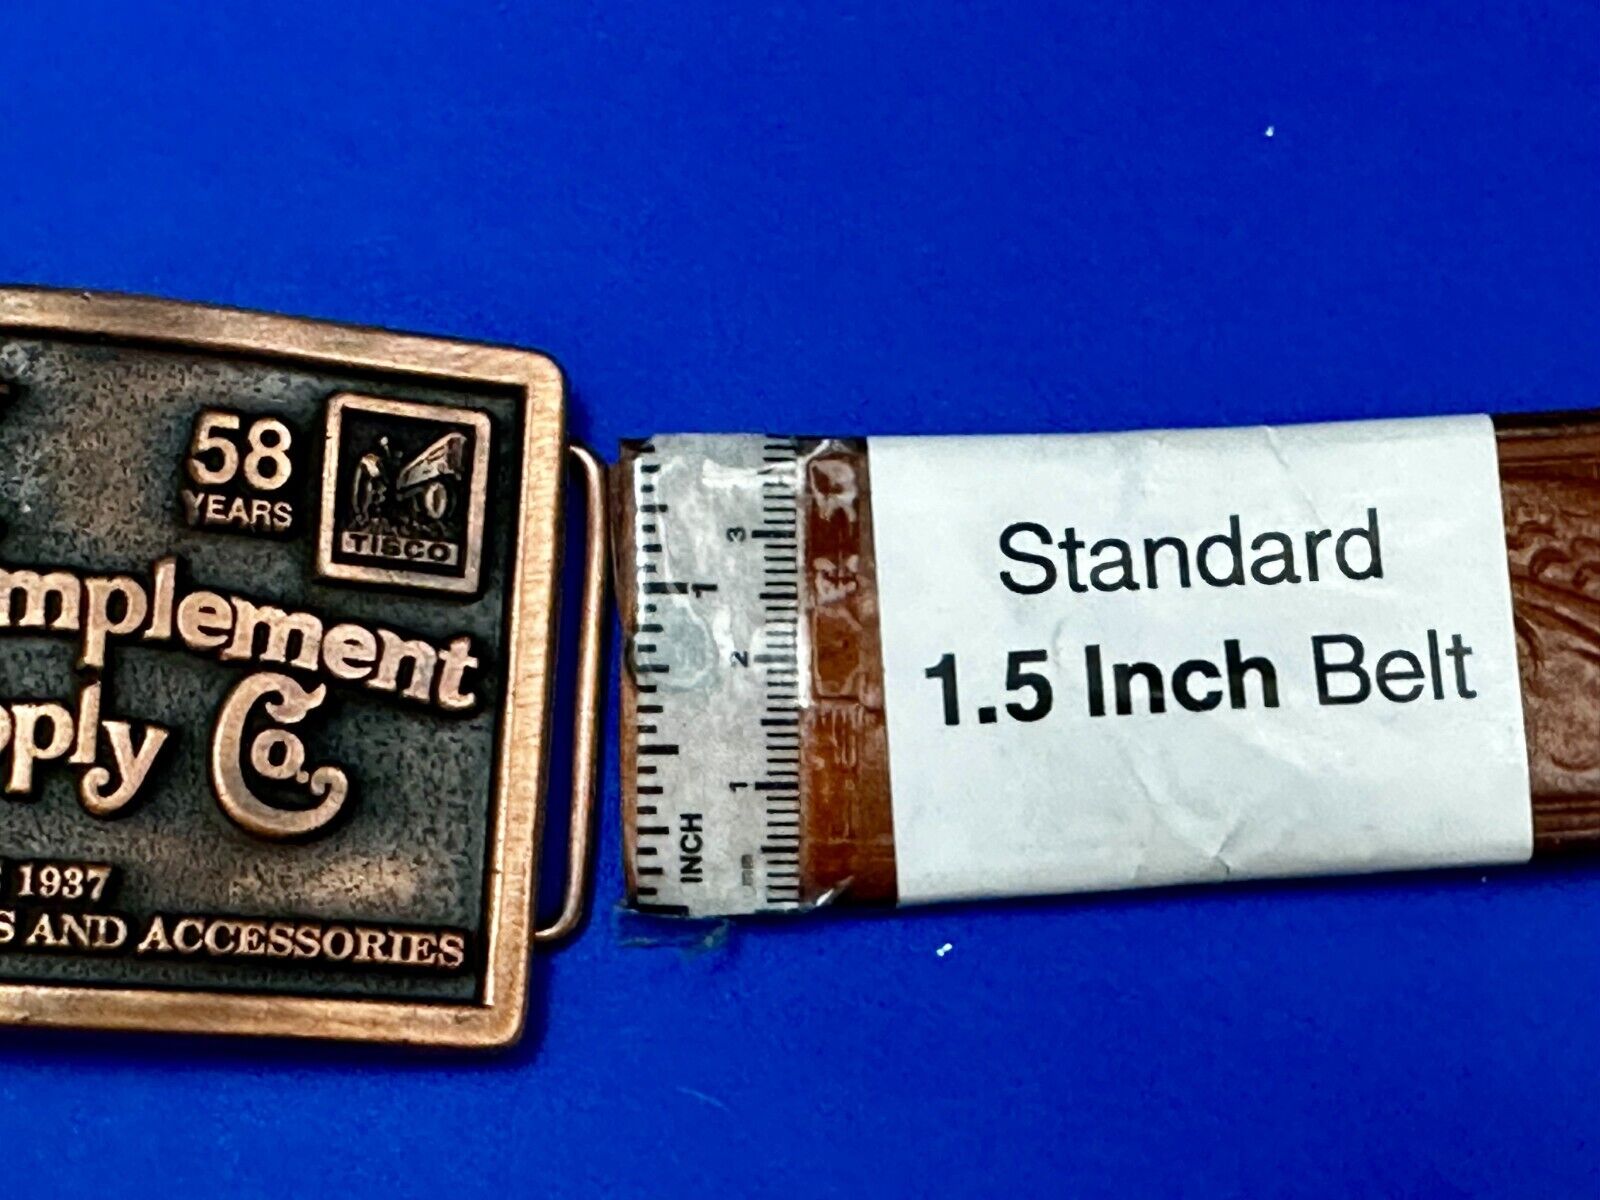 58
YEARS
TISCO
mplement
pply Co.
1937
S AND ACCESSORIES
3
2
1
mm
1
INCH
Standard
1.5 Inch Belt